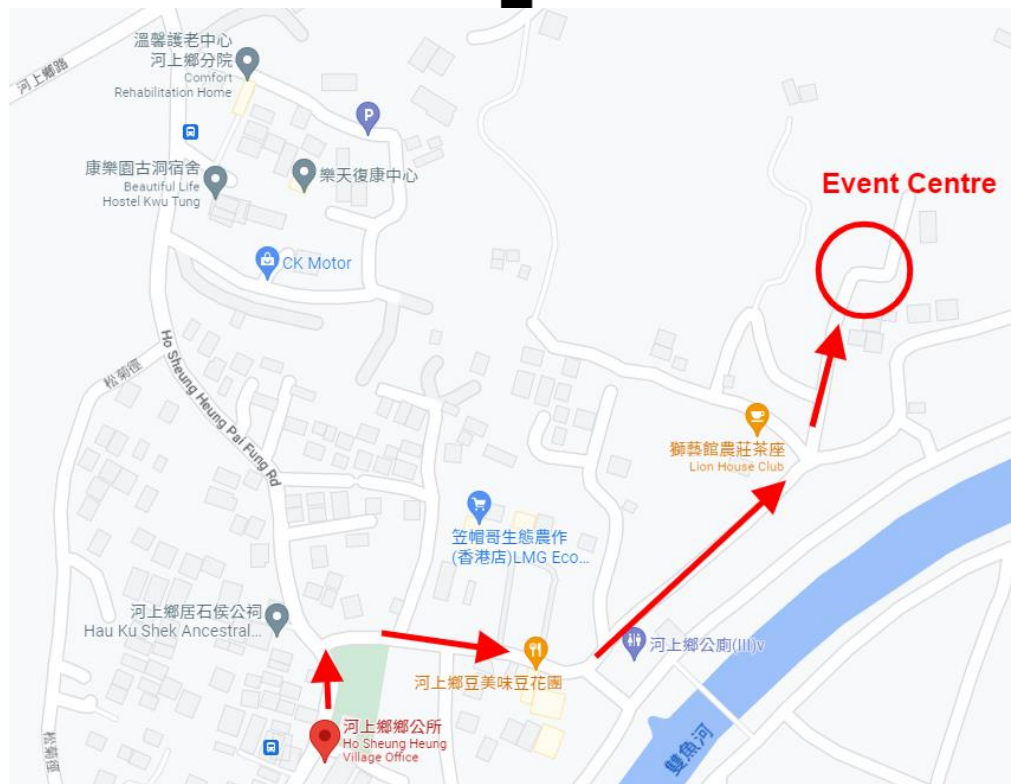 溫馨護老中心
河上鄉分院
Comfort
Rehabilitation Home
河上鄉路
P
康樂園古洞宿舍
Beautiful Life
Hostel Kwu Tung
樂天復康中心
Event Centre
CK Motor
松菊徑
Ho Sheung Heung Pai Fung Rd
獅藝館農莊茶座
Lion House Club
笠帽哥生態農作
(香港店)LMG Eco...
河上鄉居石侯公祠
Hau Ku Shek Ancestral...
河上鄉公廁(III)v
河上鄉豆美味豆花園
河上鄉鄉公所
Ho Sheung Heung
Village Office
雙魚河
松菊徑